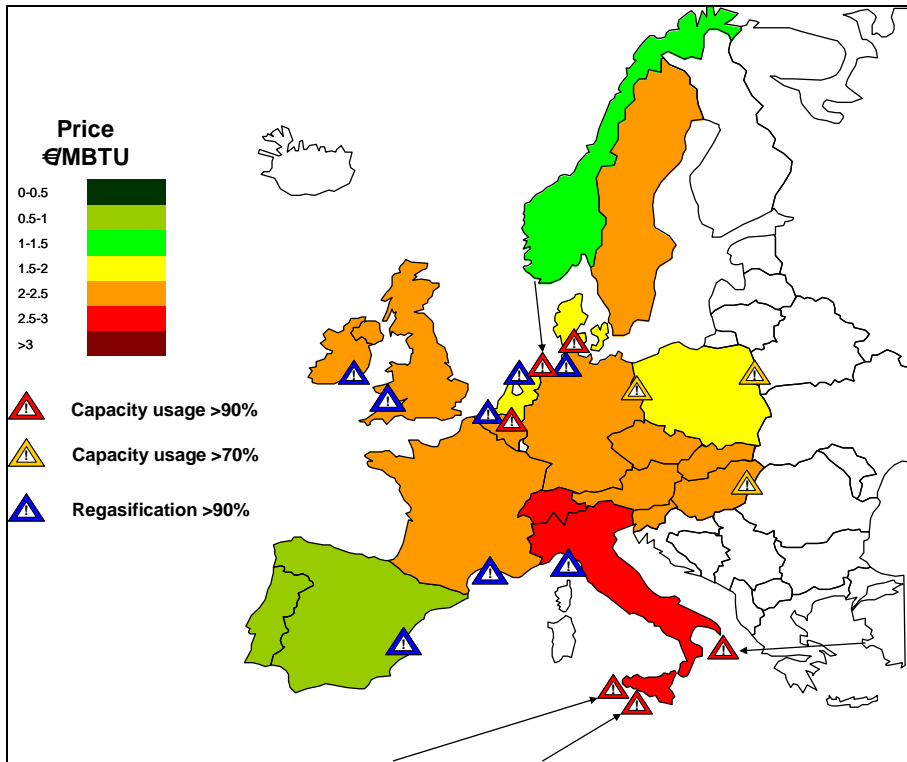 Price
€/MBTU
0-0.5
0.5-1
1-1.5
1.5-2
2-2.5
2.5-3
>3
Capacity usage >90%
Capacity usage >70%
Regasification >90%